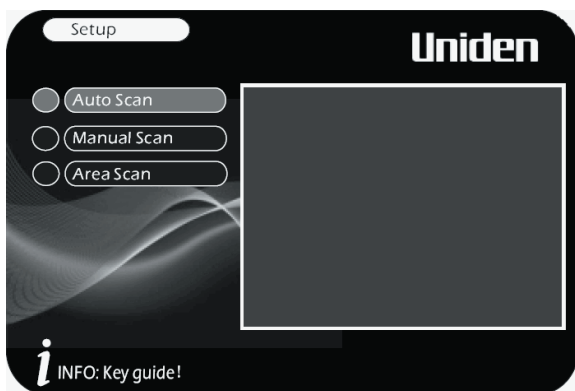 Setup
Uniden
Auto Scan
Manual Scan
Area Scan
i INFO: Key guide!